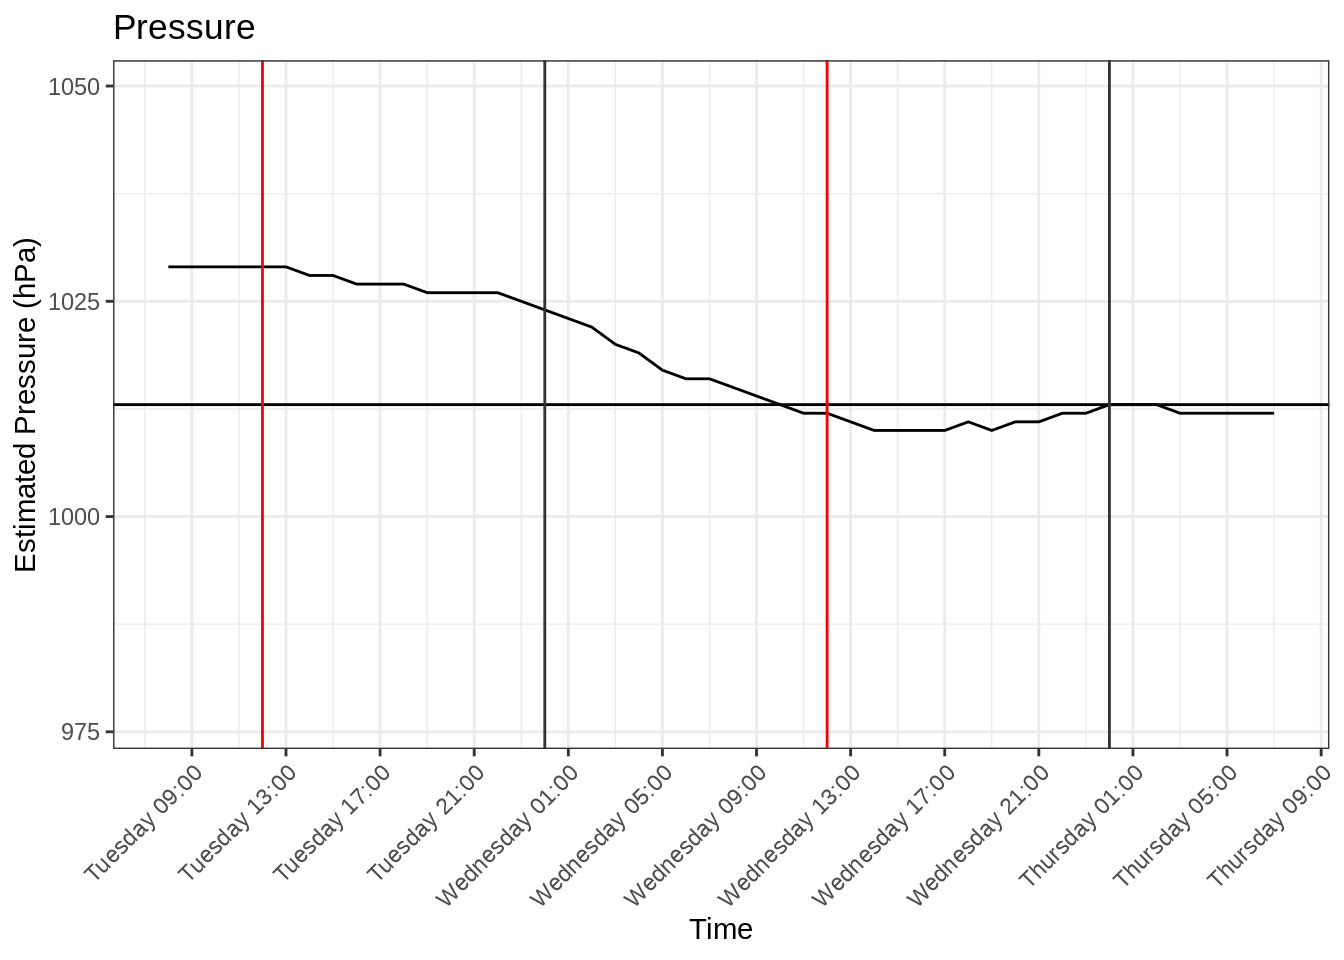 Pressure
Estimated Pressure (hPa)
1050
1025
1000
975
Tuesday 09:00
Tuesday 13:00
Tuesday 17:00
Tuesday 21:00
Wednesday 01:00
Wednesday 05:00
Wednesday 09:00
Wednesday 13:00
Wednesday 17:00
Wednesday 21:00
Thursday 01:00
Thursday 05:00
Thursday 09:00
Time